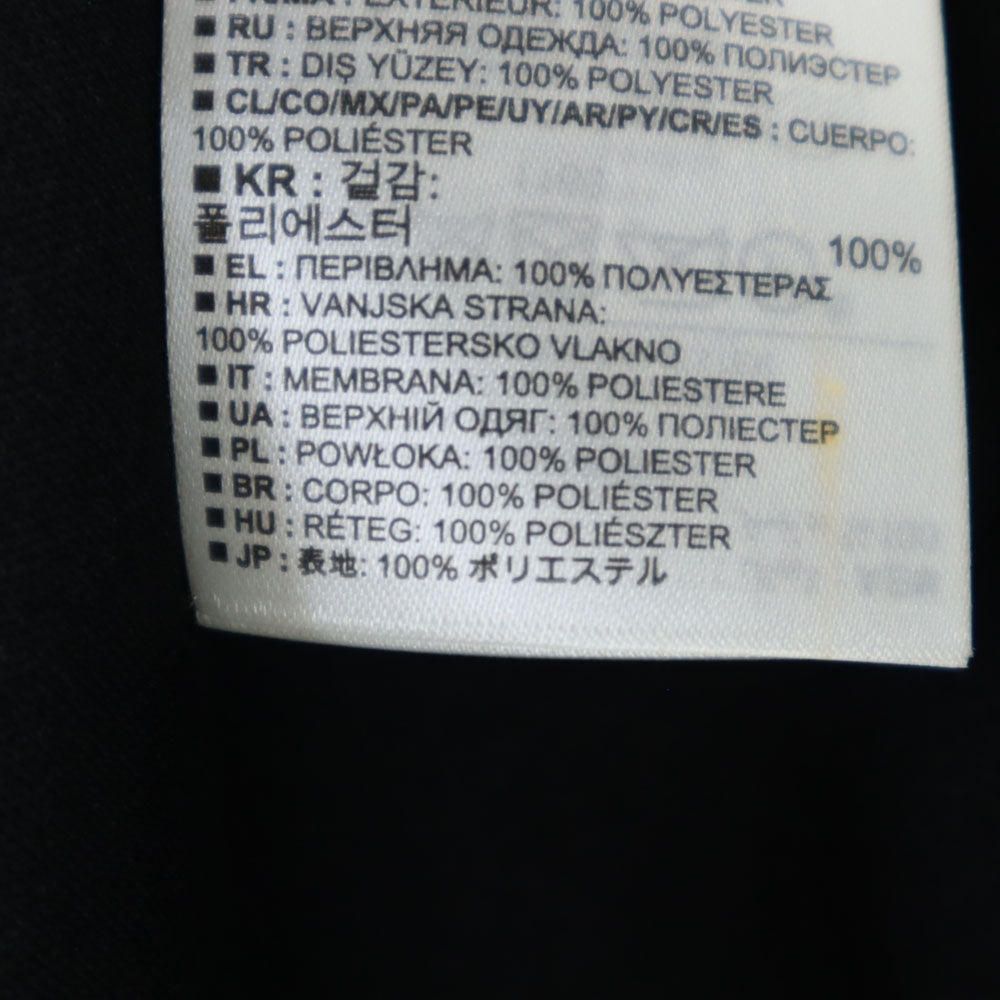 EXTÉRIEUR: 100% POLYESTER
■ RU : ВЕРХНЯЯ ОДЕЖДА: 100% ПОЛИЭСТЕР
■ TR : DIŞ YÜZEY: 100% POLYESTER
■ CL/CO/MX/PA/PE/UY/AR/PY/CR/ES : CUERPO:
100% POLIÉSTER
■ KR : 겉감:
폴리에스터 100%
■ EL : ΠΕΡΙΒΛΗΜΑ: 100% ΠΟΛΥΕΣΤΕΡΑΣ
■ HR : VANJSKA STRANA:
100% POLIESTERSKO VLAKNO
■ IT : MEMBRANA: 100% POLIESTERE
■ UA : ВЕРХНІЙ ОДЯГ: 100% ПОЛІЕСТЕР
■ PL : POWŁOKA: 100% POLIESTER
■ BR : CORPO: 100% POLIÉSTER
■ HU : RÉTEG: 100% POLIÉSZTER
■ JP : 表地: 100% ポリエステル